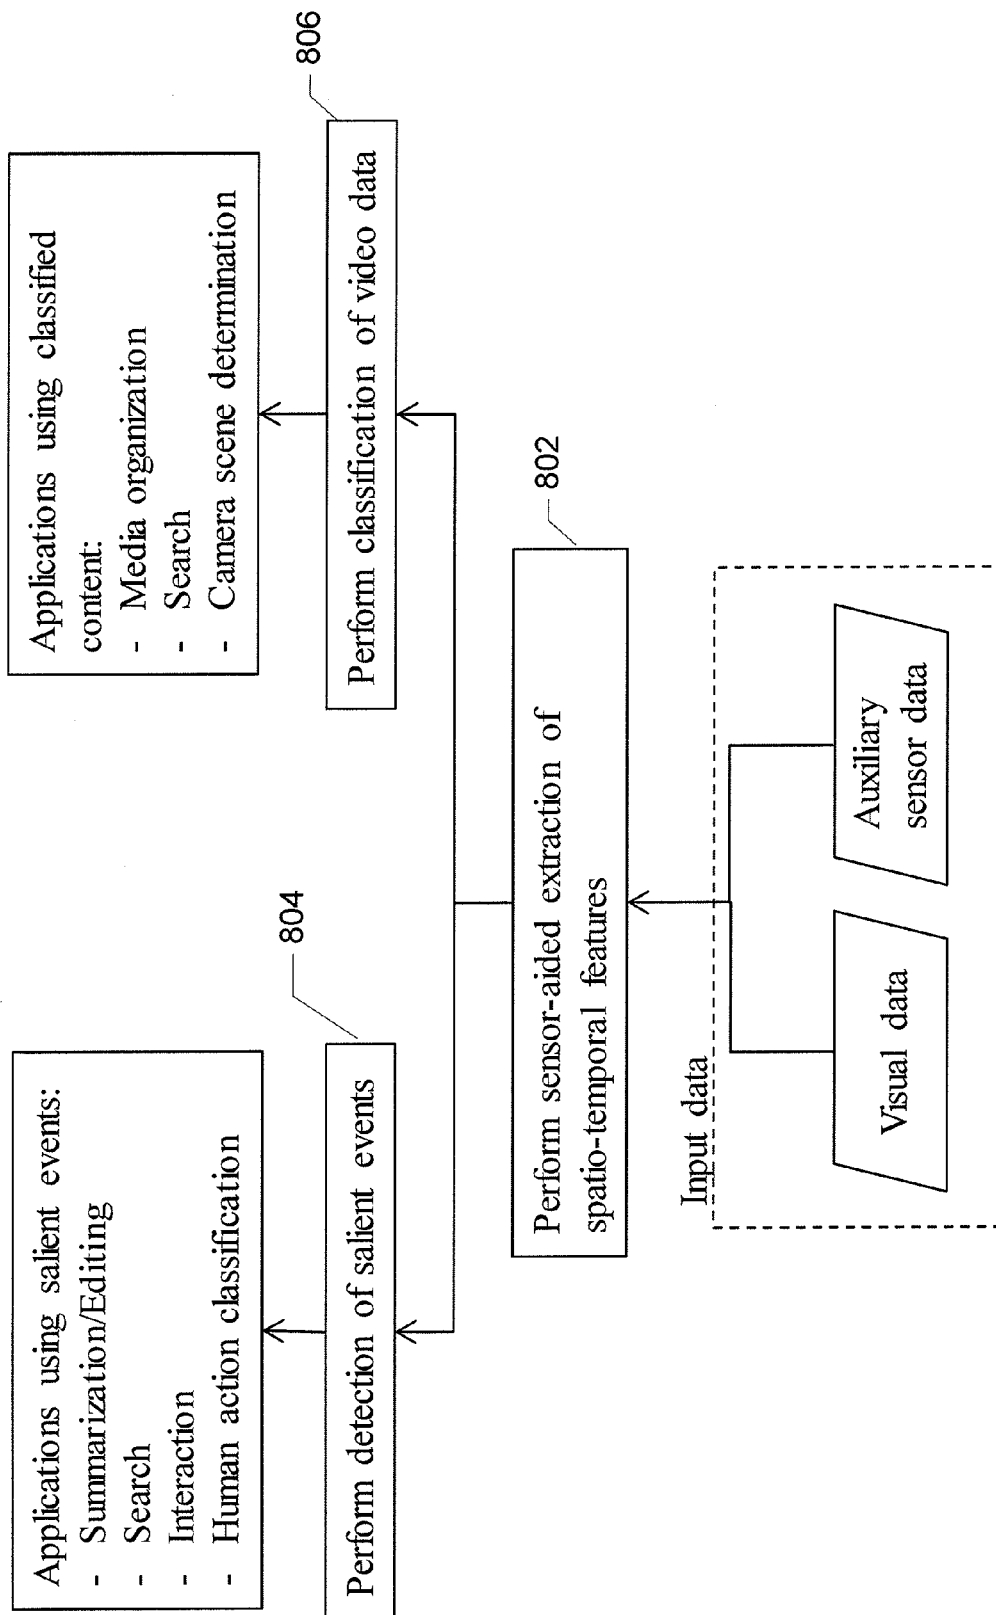 Applications using salient events:
- Summarization/Editing
- Search
- Interaction
- Human action classification
Applications using classified
content:
- Media organization
- Search
- Camera scene determination
804
806
Perform detection of salient events
Perform classification of video data
802
Perform sensor-aided extraction of
spatio-temporal features
Input data
Visual data
Auxiliary
sensor data